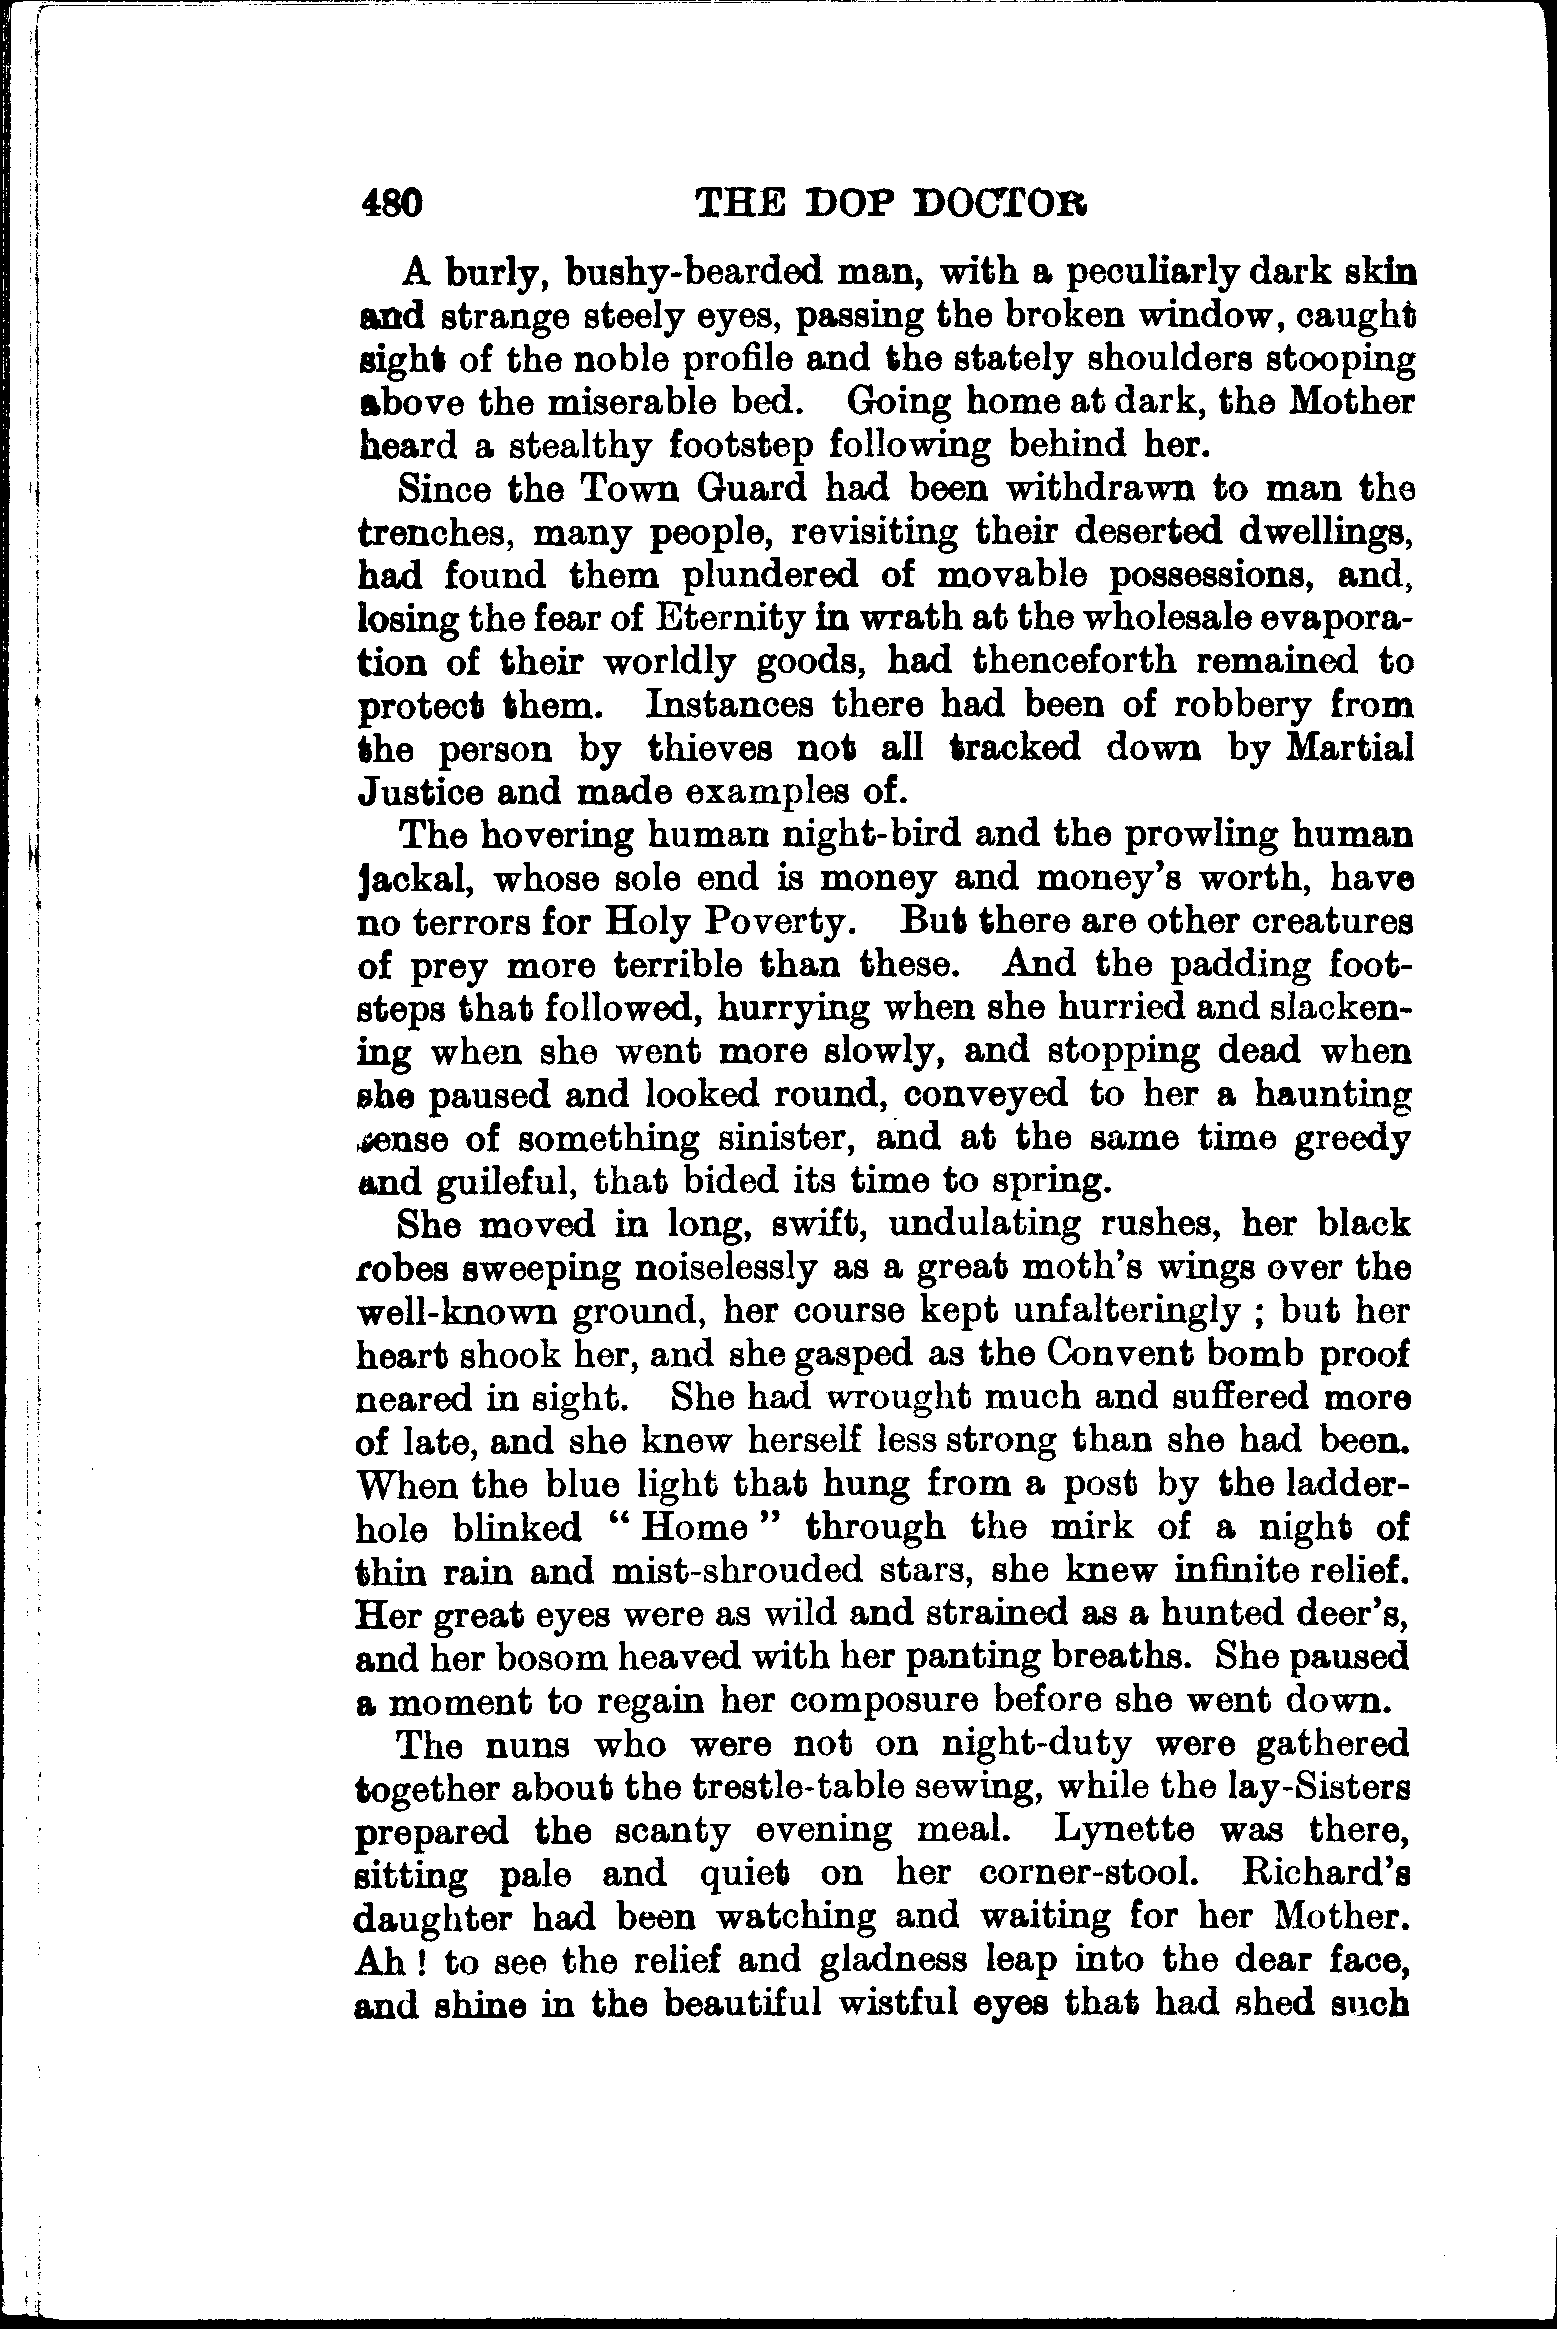 480 THE DOP DOCTOR
A burly, bushy-bearded man, with a peculiarly dark skin
and strange steely eyes, passing the broken window, caught
sight of the noble profile and the stately shoulders stooping
above the miserable bed. Going home at dark, the Mother
heard a stealthy footstep following behind her.
Since the Town Guard had been withdrawn to man the
trenches, many people, revisiting their deserted dwellings,
had found them plundered of movable possessions, and,
losing the fear of Eternity in wrath at the wholesale evapora-
tion of their worldly goods, had thenceforth remained to
protect them. Instances there had been of robbery from
the person by thieves not all tracked down by Martial
Justice and made examples of.
The hovering human night-bird and the prowling human
jackal, whose sole end is money and money's worth, have
no terrors for Holy Poverty. But there are other creatures
of prey more terrible than these. And the padding foot-
steps that followed, hurrying when she hurried and slacken-
ing when she went more slowly, and stopping dead when
she paused and looked round, conveyed to her a haunting
sense of something sinister, and at the same time greedy
and guileful, that bided its time to spring.
She moved in long, swift, undulating rushes, her black
robes sweeping noiselessly as a great moth's wings over the
well-known ground, her course kept unfalteringly ; but her
heart shook her, and she gasped as the Convent bomb proof
neared in sight. She had wrought much and suffered more
of late, and she knew herself less strong than she had been.
When the blue light that hung from a post by the ladder-
hole blinked “ Home ” through the mirk of a night of
thin rain and mist-shrouded stars, she knew infinite relief.
Her great eyes were as wild and strained as a hunted deer's,
and her bosom heaved with her panting breaths. She paused
a moment to regain her composure before she went down.
The nuns who were not on night-duty were gathered
together about the trestle-table sewing, while the lay-Sisters
prepared the scanty evening meal. Lynette was there,
sitting pale and quiet on her corner-stool. Richard's
daughter had been watching and waiting for her Mother.
Ah ! to see the relief and gladness leap into the dear face,
and shine in the beautiful wistful eyes that had shed such